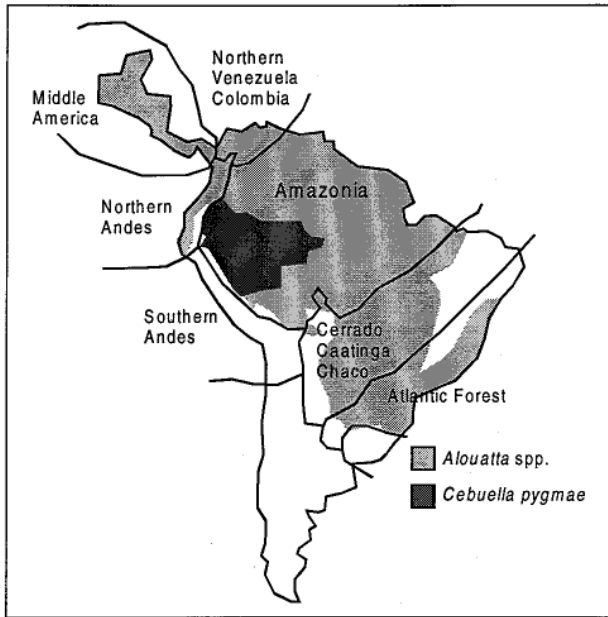 Northern
Venezuela
Colombia
Middle
America
Amazonia
Northern
Andes
Southern
Andes
Cerrado
Caatinga
Chaco
Atlantic Forest
Alouatta spp.
Cebuella pygmae